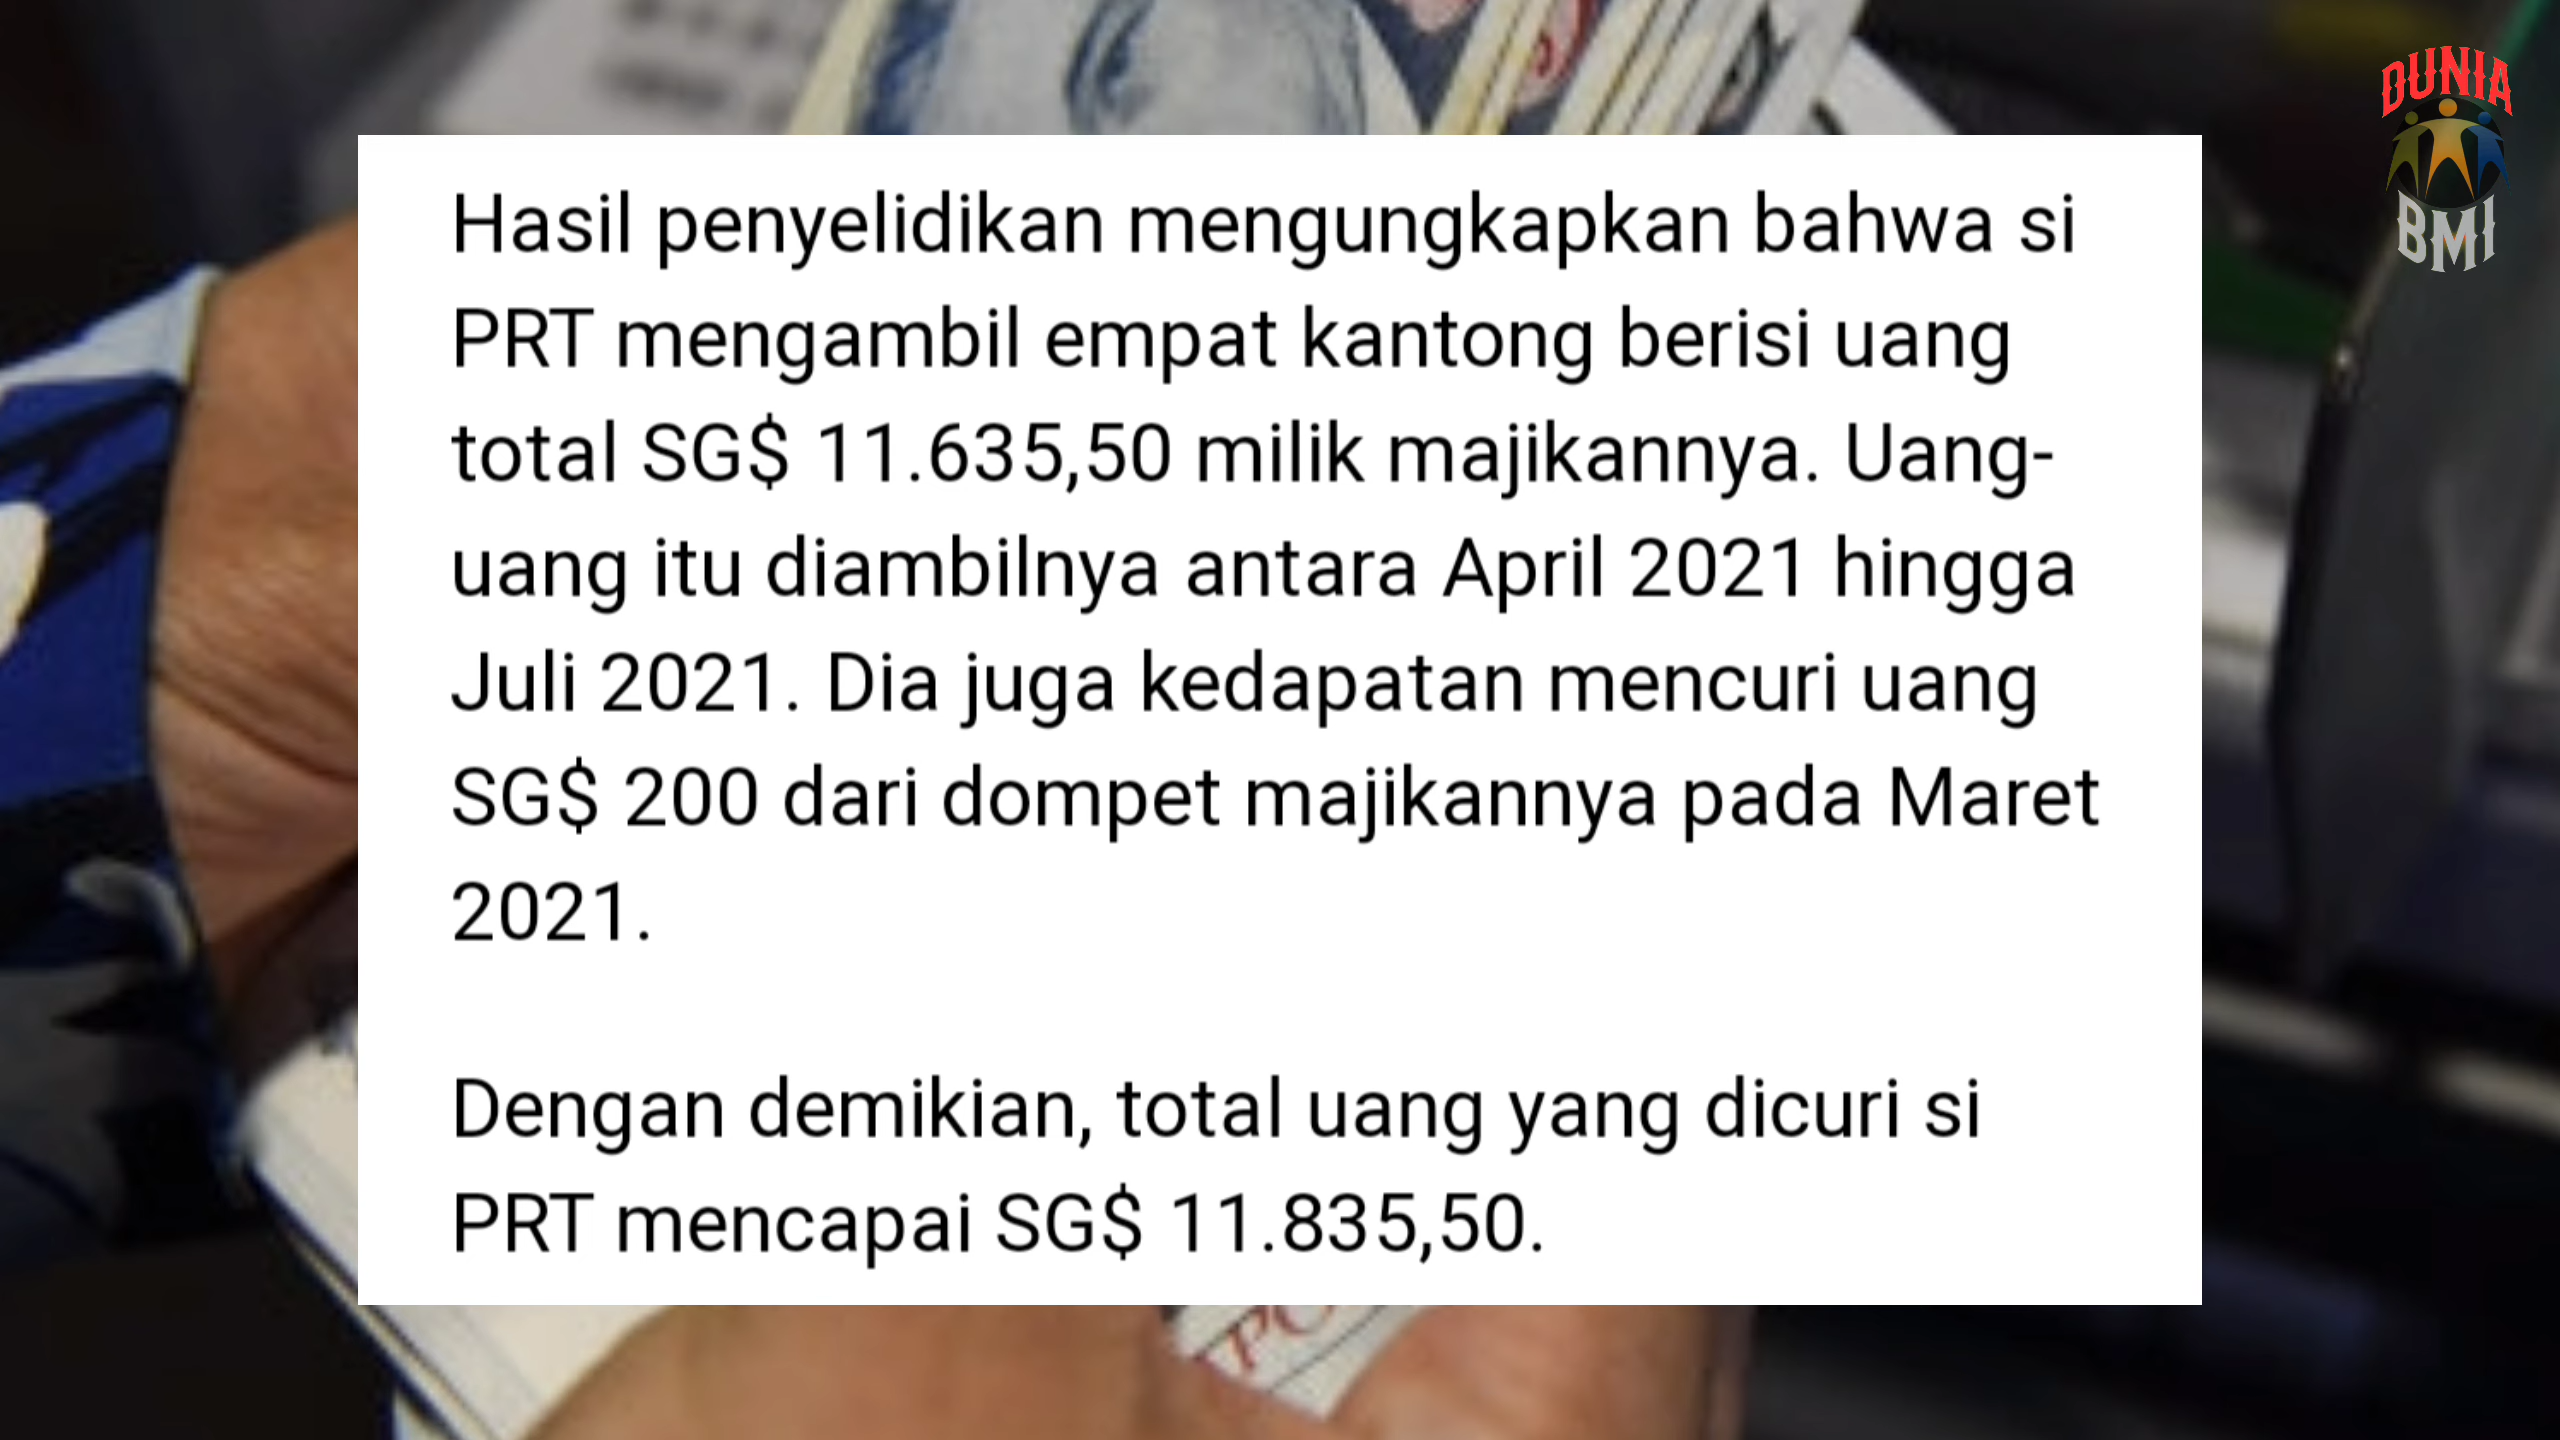 DUNIA
BMI
Hasil penyelidikan mengungkapkan bahwa si
PRT mengambil empat kantong berisi uang
total SG$ 11.635,50 milik majikannya. Uang-
uang itu diambilnya antara April 2021 hingga
Juli 2021. Dia juga kedapatan mencuri uang
SG$ 200 dari dompet majikannya pada Maret
2021.
Dengan demikian, total uang yang dicuri si
PRT mencapai SG$ 11.835,50.